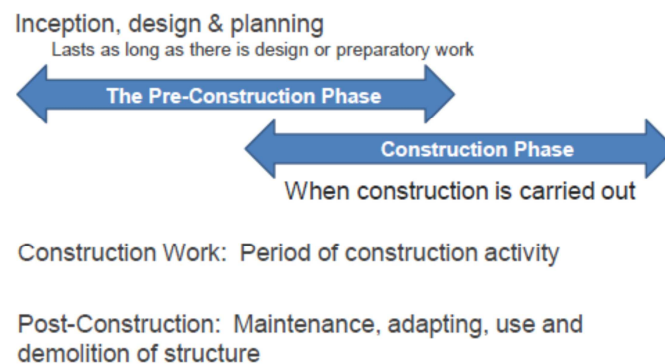 Inception, design & planning
Lasts as long as there is design or preparatory work
The Pre-Construction Phase
Construction Phase
When construction is carried out
Construction Work:  Period of construction activity
Post-Construction:  Maintenance, adapting, use and
demolition of structure